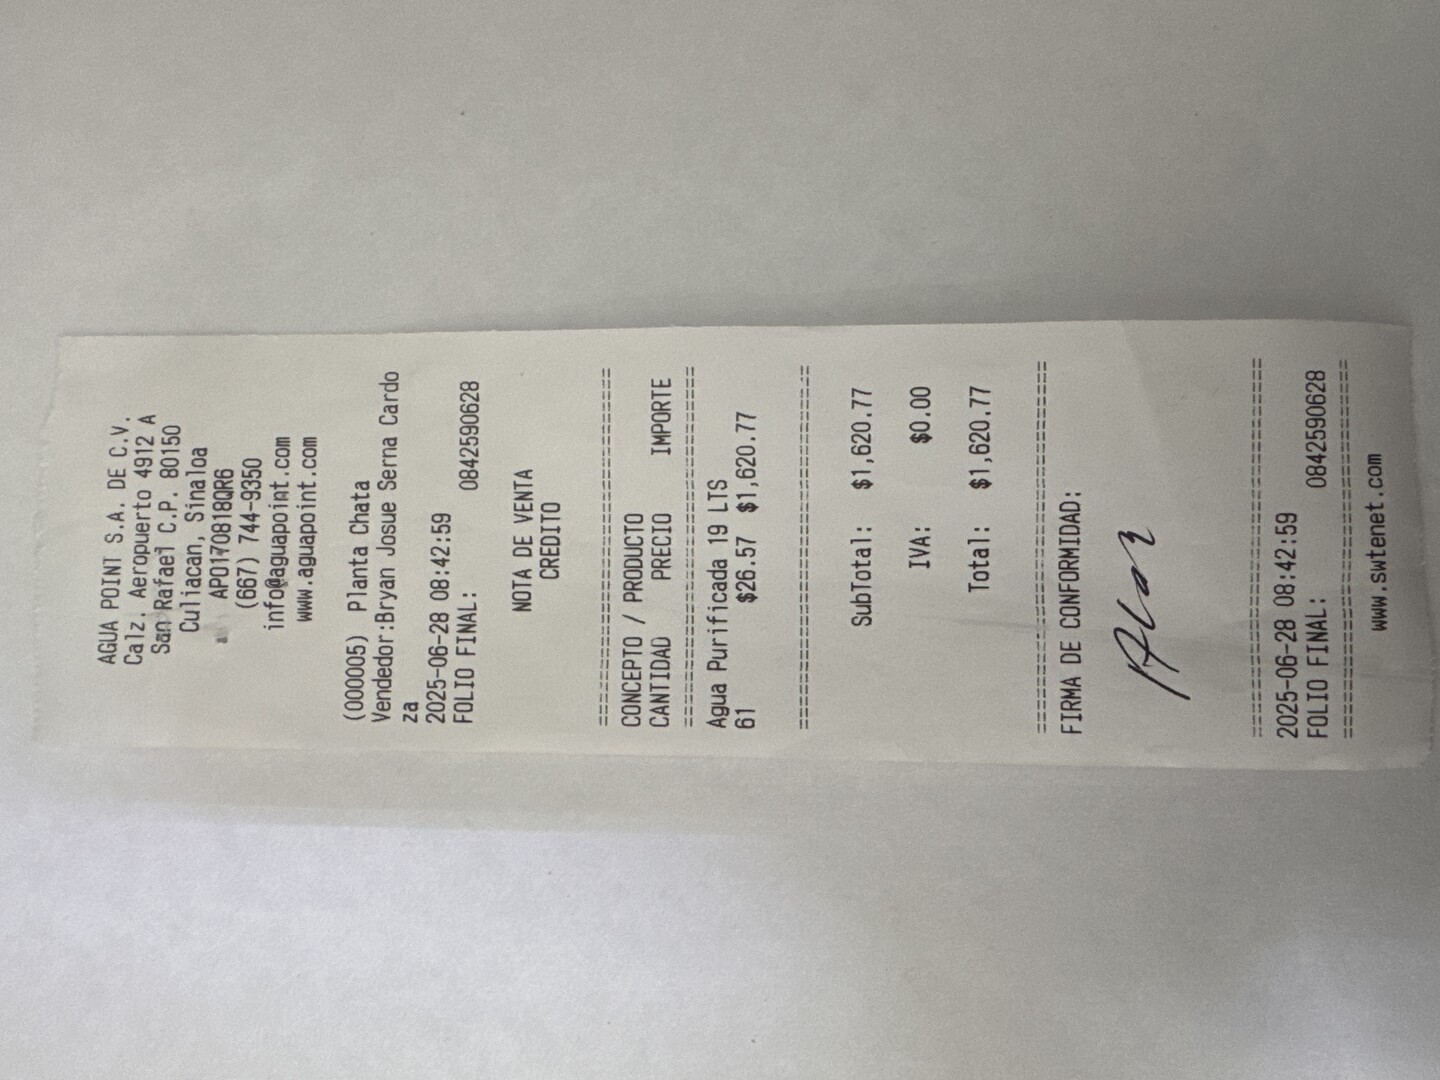 AGUA POINT S.A. DE C.V.
Calz. Aeropuerto 4912 A
San Rafael C.P. 80150
Culiacan, Sinaloa
APO170818QR6
(667) 744-9350
info@aguapoint.com
www.aguapoint.com
(000005) Planta Chata
Vendedor:Bryan Josue Serna Cardo
za
2025-06-28 08:42:59
FOLIO FINAL: 0842590628
NOTA DE VENTA
CREDITO
================================
CONCEPTO / PRODUCTO
CANTIDAD PRECIO IMPORTE
================================
Agua Purificada 19 LTS
61 $26.57 $1,620.77
================================
SubTotal: $1,620.77
IVA: $0.00
Total: $1,620.77
================================
FIRMA DE CONFORMIDAD:
================================
2025-06-28 08:42:59
FOLIO FINAL: 0842590628
================================
www.swtenet.com